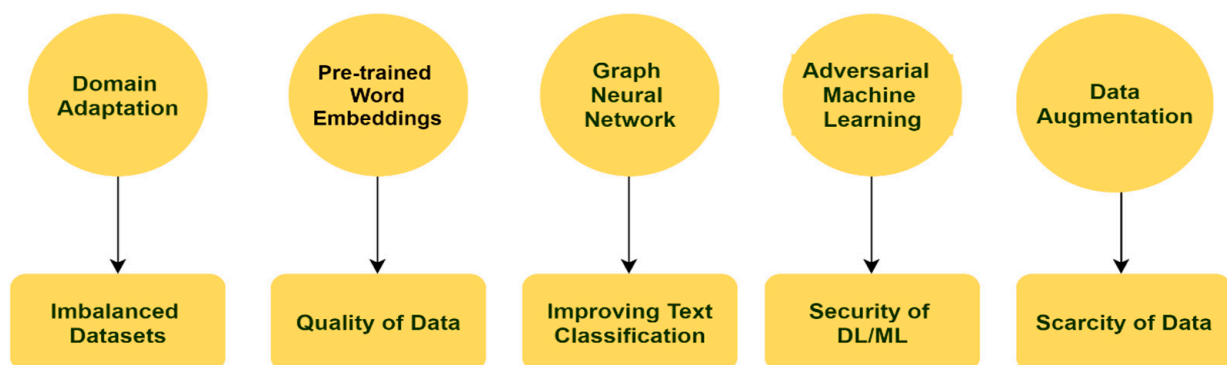 Domain
Adaptation
Pre-trained
Word
Embeddings
Graph
Neural
Network
Adversarial
Machine
Learning
Data
Augmentation
Imbalanced
Datasets
Quality of Data
Improving Text
Classification
Security of
DL/ML
Scarcity of Data